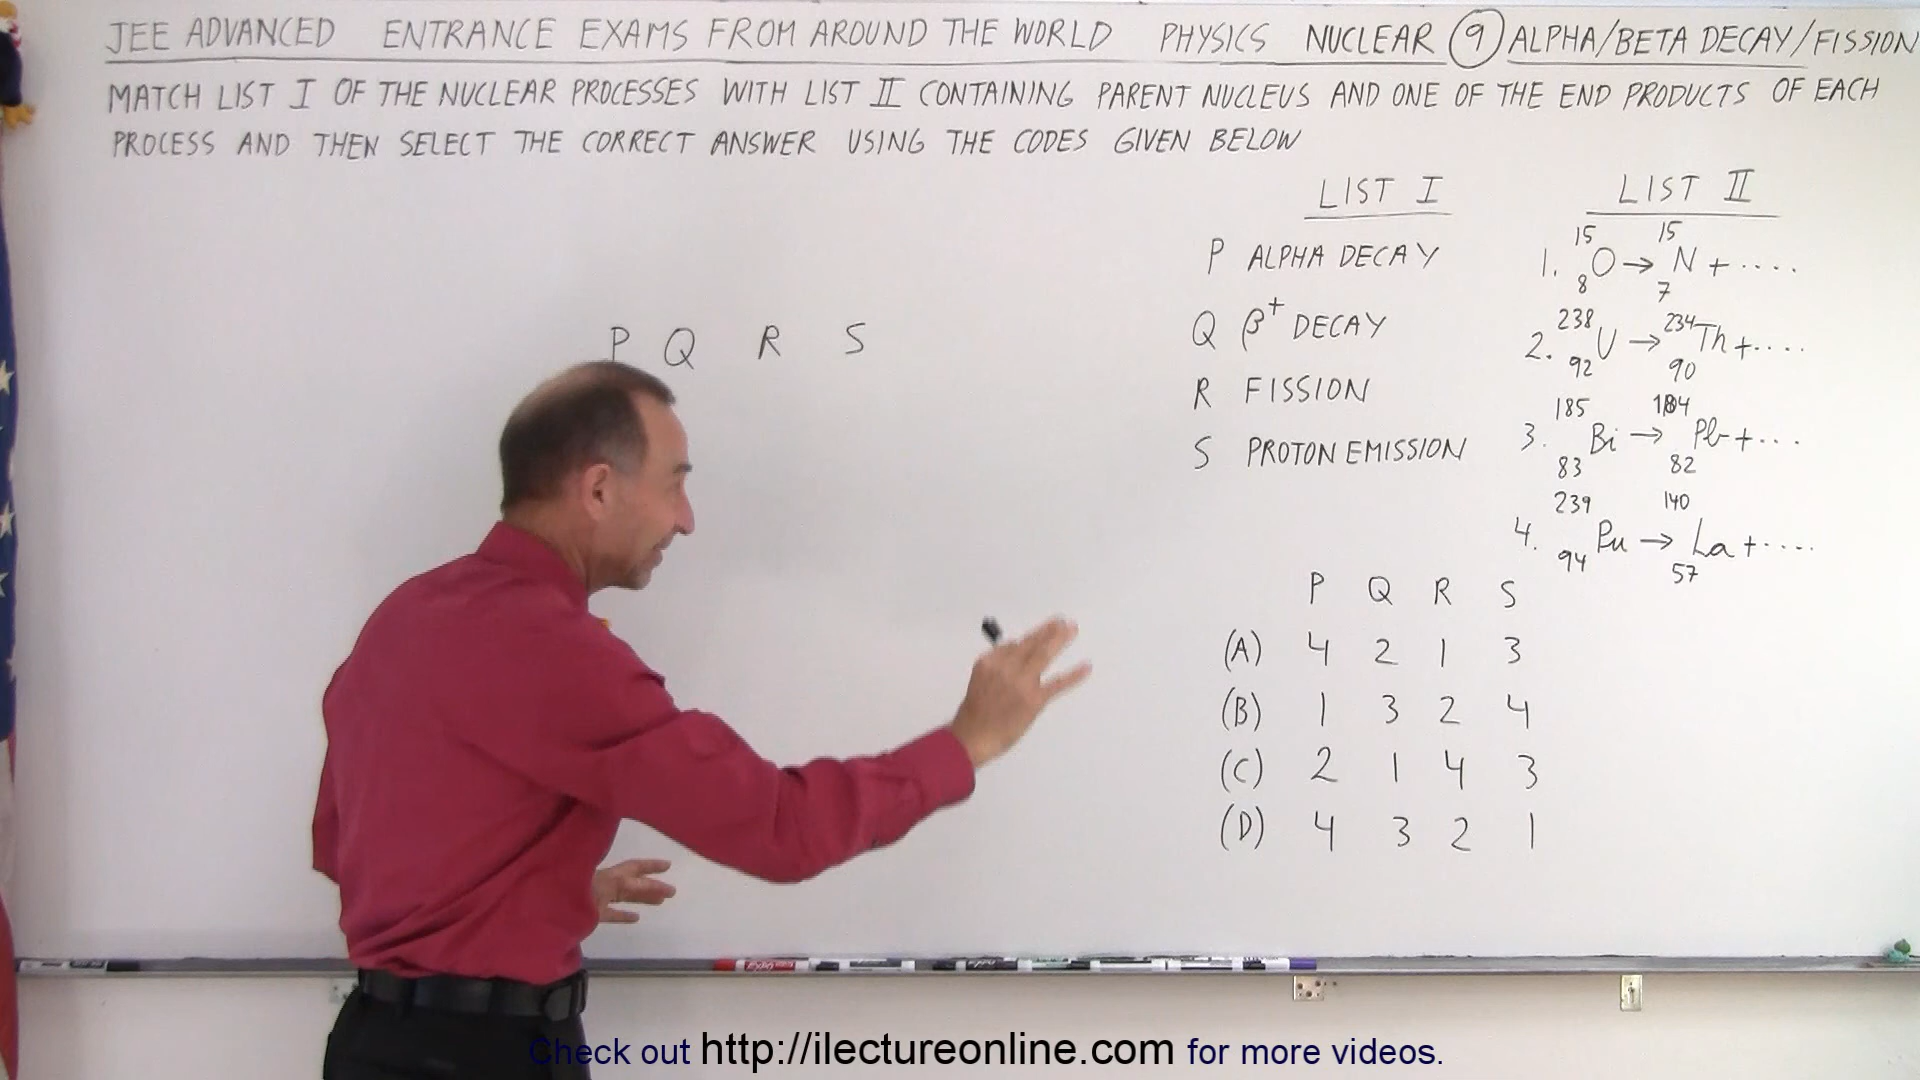 JEE ADVANCED ENTRANCE EXAMS FROM AROUND THE WORLD PHYSICS NUCLEAR (9) ALPHA/BETA DECAY/FISSION
MATCH LIST I OF THE NUCLEAR PROCESSES WITH LIST II CONTAINING PARENT NUCLEUS AND ONE OF THE END PRODUCTS OF EACH
PROCESS AND THEN SELECT THE CORRECT ANSWER USING THE CODES GIVEN BELOW
P Q R S
LIST I
P ALPHA DECAY
Q β⁺ DECAY
R FISSION
S PROTON EMISSION
LIST II
1. ¹⁵₈O → ¹⁵₇N + ....
2. ²³⁸₉₂U → ²³⁴₉₀Th + ....
3. ¹⁸⁵₈₃Bi → ¹⁸⁴₈₂Pb + ...
4. ²³⁹₉₄Pu → ¹⁴⁰₅₇La + ....
P Q R S
(A) 4 2 1 3
(B) 1 3 2 4
(C) 2 1 4 3
(D) 4 3 2 1
Check out http://ilectureonline.com for more videos.